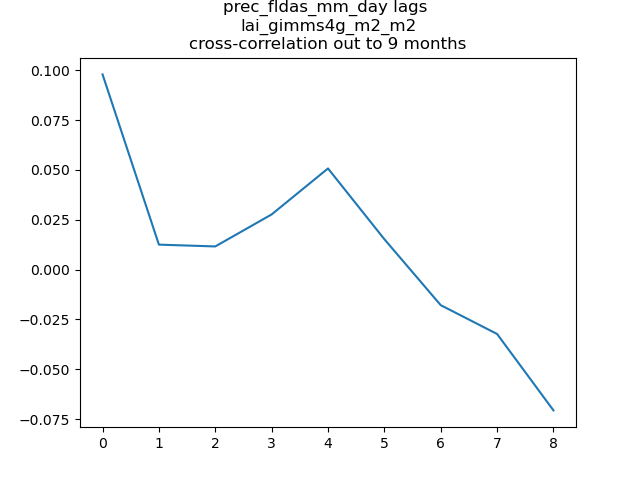 prec_fldas_mm_day lags
lai_gimms4g_m2_m2
cross-correlation out to 9 months
0.100
0.075
0.050
0.025
0.000
−0.025
−0.050
−0.075
0 1 2 3 4 5 6 7 8